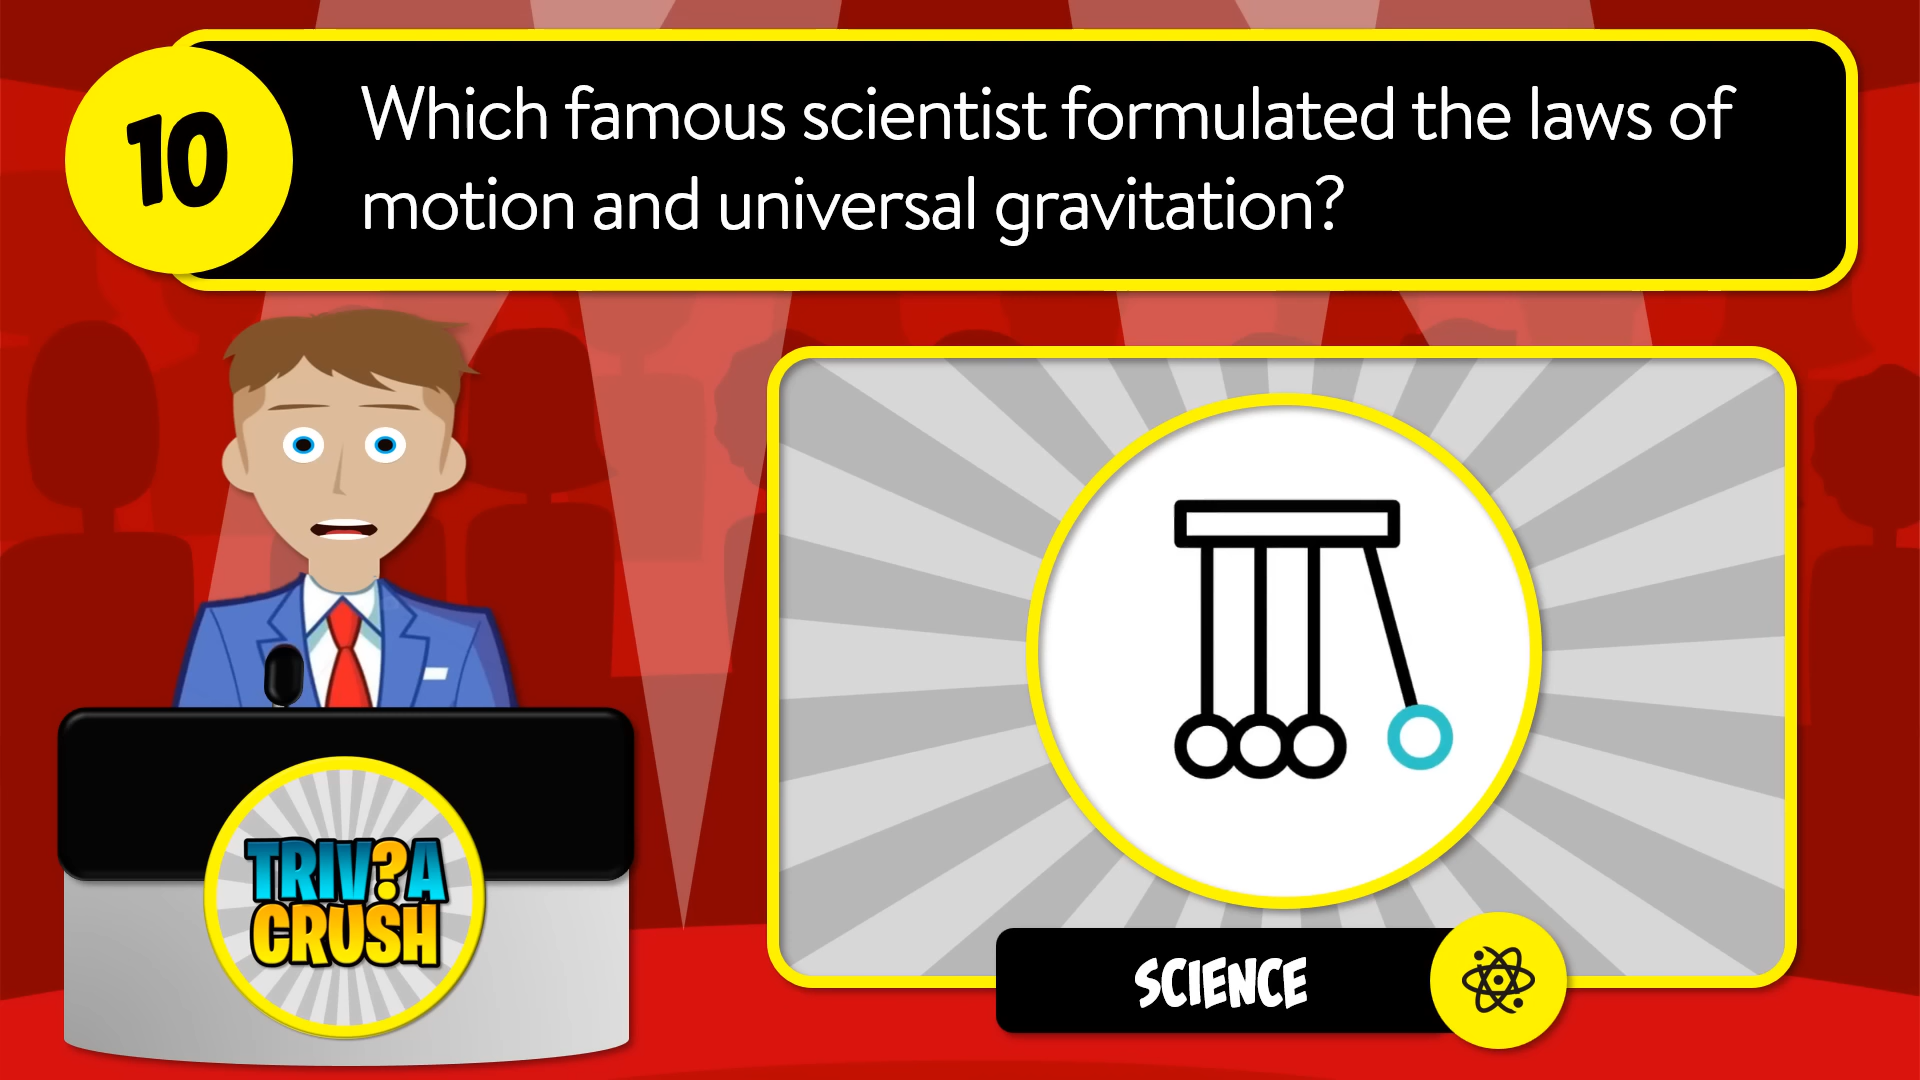 10
Which famous scientist formulated the laws of
motion and universal gravitation?
TRIV?A
CRUSH
SCIENCE